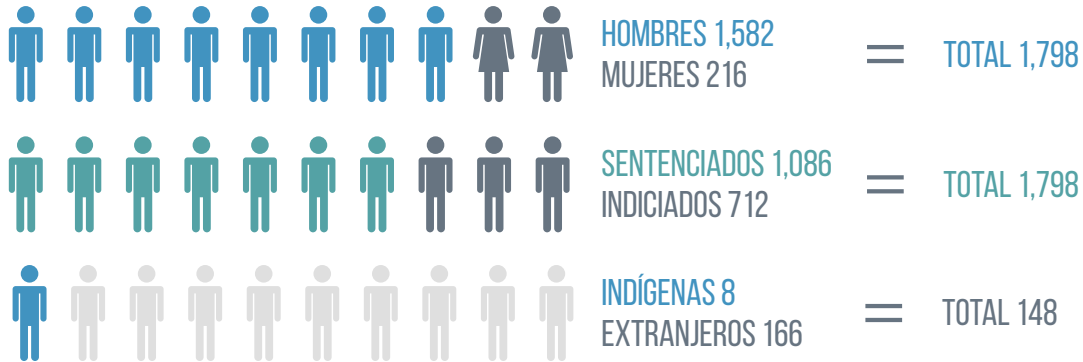 HOMBRES 1,582
MUJERES 216
= TOTAL 1,798
SENTENCIADOS 1,086
INDICIADOS 712
= TOTAL 1,798
INDÍGENAS 8
EXTRANJEROS 166
= TOTAL 148